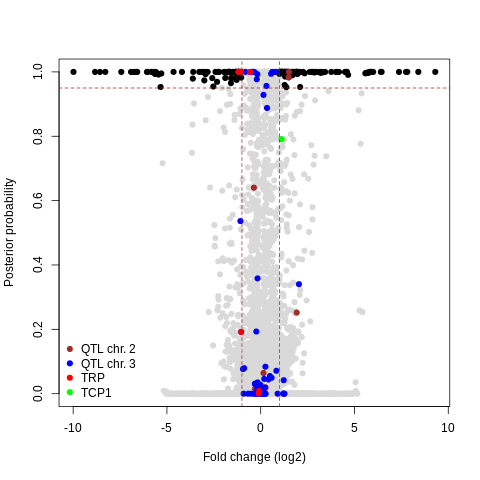 1.0
0.8
0.6
0.4
0.2
0.0
Posterior probability
QTL chr. 2
QTL chr. 3
TRP
TCP1
-10 -5 0 5 10
Fold change (log2)